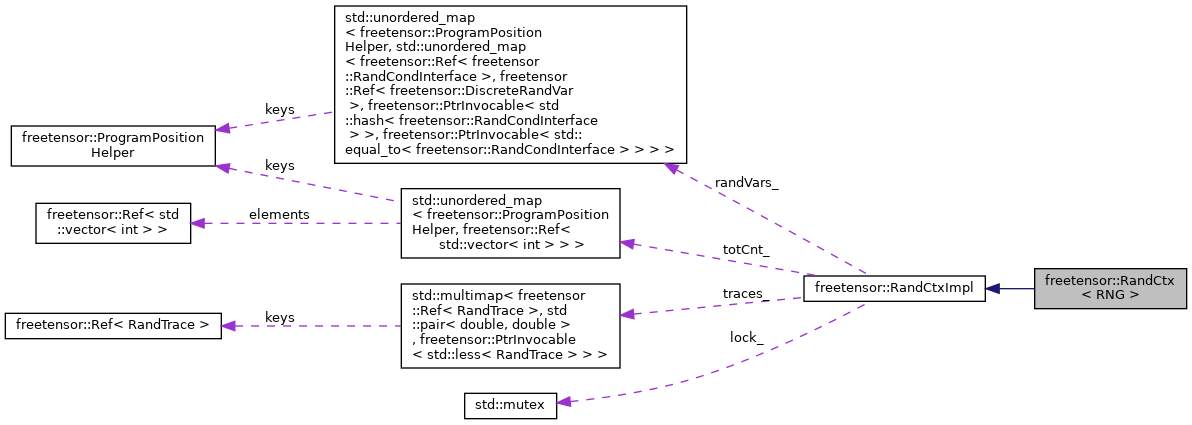 std::unordered_map
< freetensor::ProgramPosition
Helper, std::unordered_map
< freetensor::Ref< freetensor
::RandCondInterface >, freetensor
::Ref< freetensor::DiscreteRandVar
 >, freetensor::PtrInvocable< std
::hash< freetensor::RandCondInterface
 > >, freetensor::PtrInvocable< std::
equal_to< freetensor::RandCondInterface > > > >
keys
freetensor::ProgramPosition
Helper
keys
randVars_
std::unordered_map
< freetensor::ProgramPosition
Helper, freetensor::Ref<
std::vector< int > > >
freetensor::Ref< std
::vector< int > >
elements
totCnt_
freetensor::RandCtxImpl
freetensor::RandCtx
< RNG >
std::multimap< freetensor
::Ref< RandTrace >, std
::pair< double, double >
, freetensor::PtrInvocable
< std::less< RandTrace > > >
traces_
keys
freetensor::Ref< RandTrace >
lock_
std::mutex